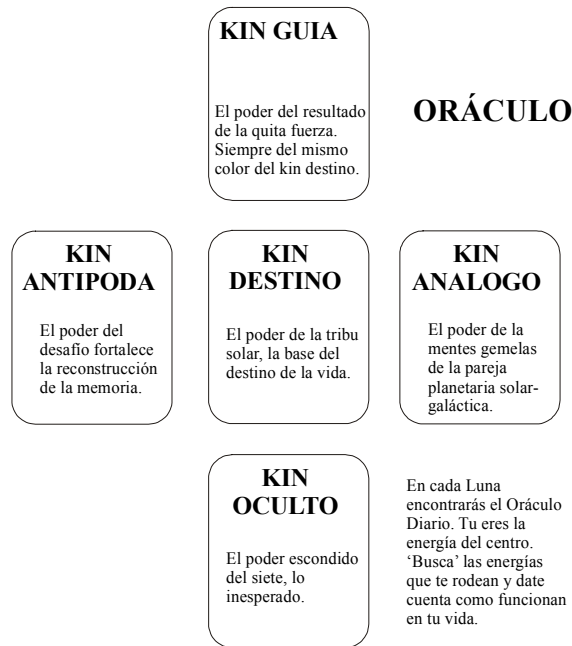 KIN GUIA
El poder del resultado
de la quita fuerza.
Siempre del mismo
color del kin destino.
ORÁCULO
KIN
ANTIPODA
El poder del
desafío fortalece
la reconstrucción
de la memoria.
KIN
DESTINO
El poder de la tribu
solar, la base del
destino de la vida.
KIN
ANALOGO
El poder de la
mentes gemelas
de la pareja
planetaria solar-
galáctica.
KIN
OCULTO
El poder escondido
del siete, lo
inesperado.
En cada Luna
encontrarás el Oráculo
Diario. Tu eres la
energía del centro.
‘Busca’ las energías
que te rodean y date
cuenta como funcionan
en tu vida.